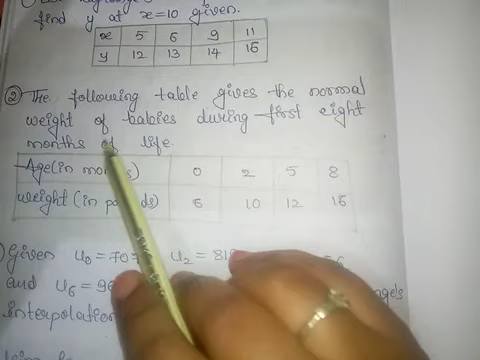 find y at x=10 given.
x 5 6 9 11
y 12 13 14 16
② The following table gives the normal
weight of babies during first eight
months of life.
Age(in months) 0 2 5 8
Weight (in pounds) 6 10 12 16
Given U₀ = 70 U₂ = 81
and U₆ = 96
Interpolation